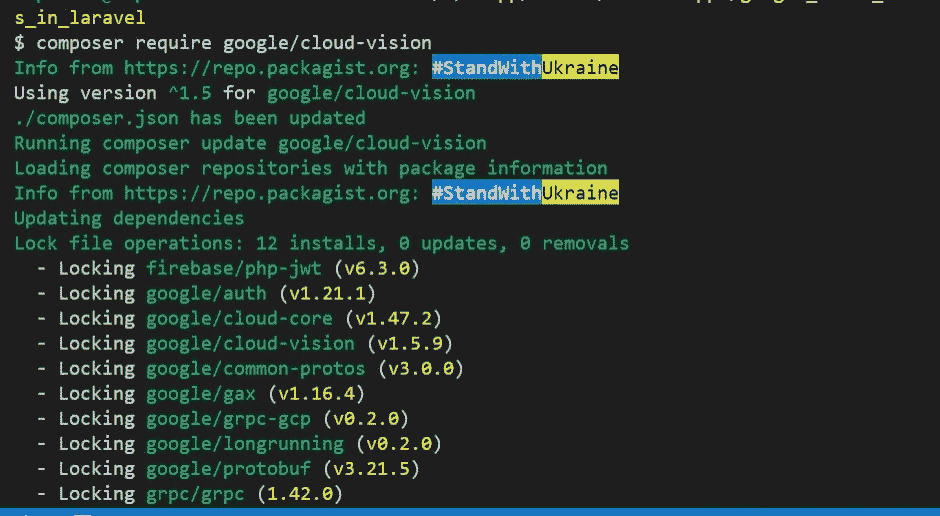 s_in_laravel
$ composer require google/cloud-vision
Info from https://repo.packagist.org: #StandWithUkraine
Using version ^1.5 for google/cloud-vision
./composer.json has been updated
Running composer update google/cloud-vision
Loading composer repositories with package information
Info from https://repo.packagist.org: #StandWithUkraine
Updating dependencies
Lock file operations: 12 installs, 0 updates, 0 removals
  - Locking firebase/php-jwt (v6.3.0)
  - Locking google/auth (v1.21.1)
  - Locking google/cloud-core (v1.47.2)
  - Locking google/cloud-vision (v1.5.9)
  - Locking google/common-protos (v3.0.0)
  - Locking google/gax (v1.16.4)
  - Locking google/grpc-gcp (v0.2.0)
  - Locking google/longrunning (v0.2.0)
  - Locking google/protobuf (v3.21.5)
  - Locking grpc/grpc (1.42.0)